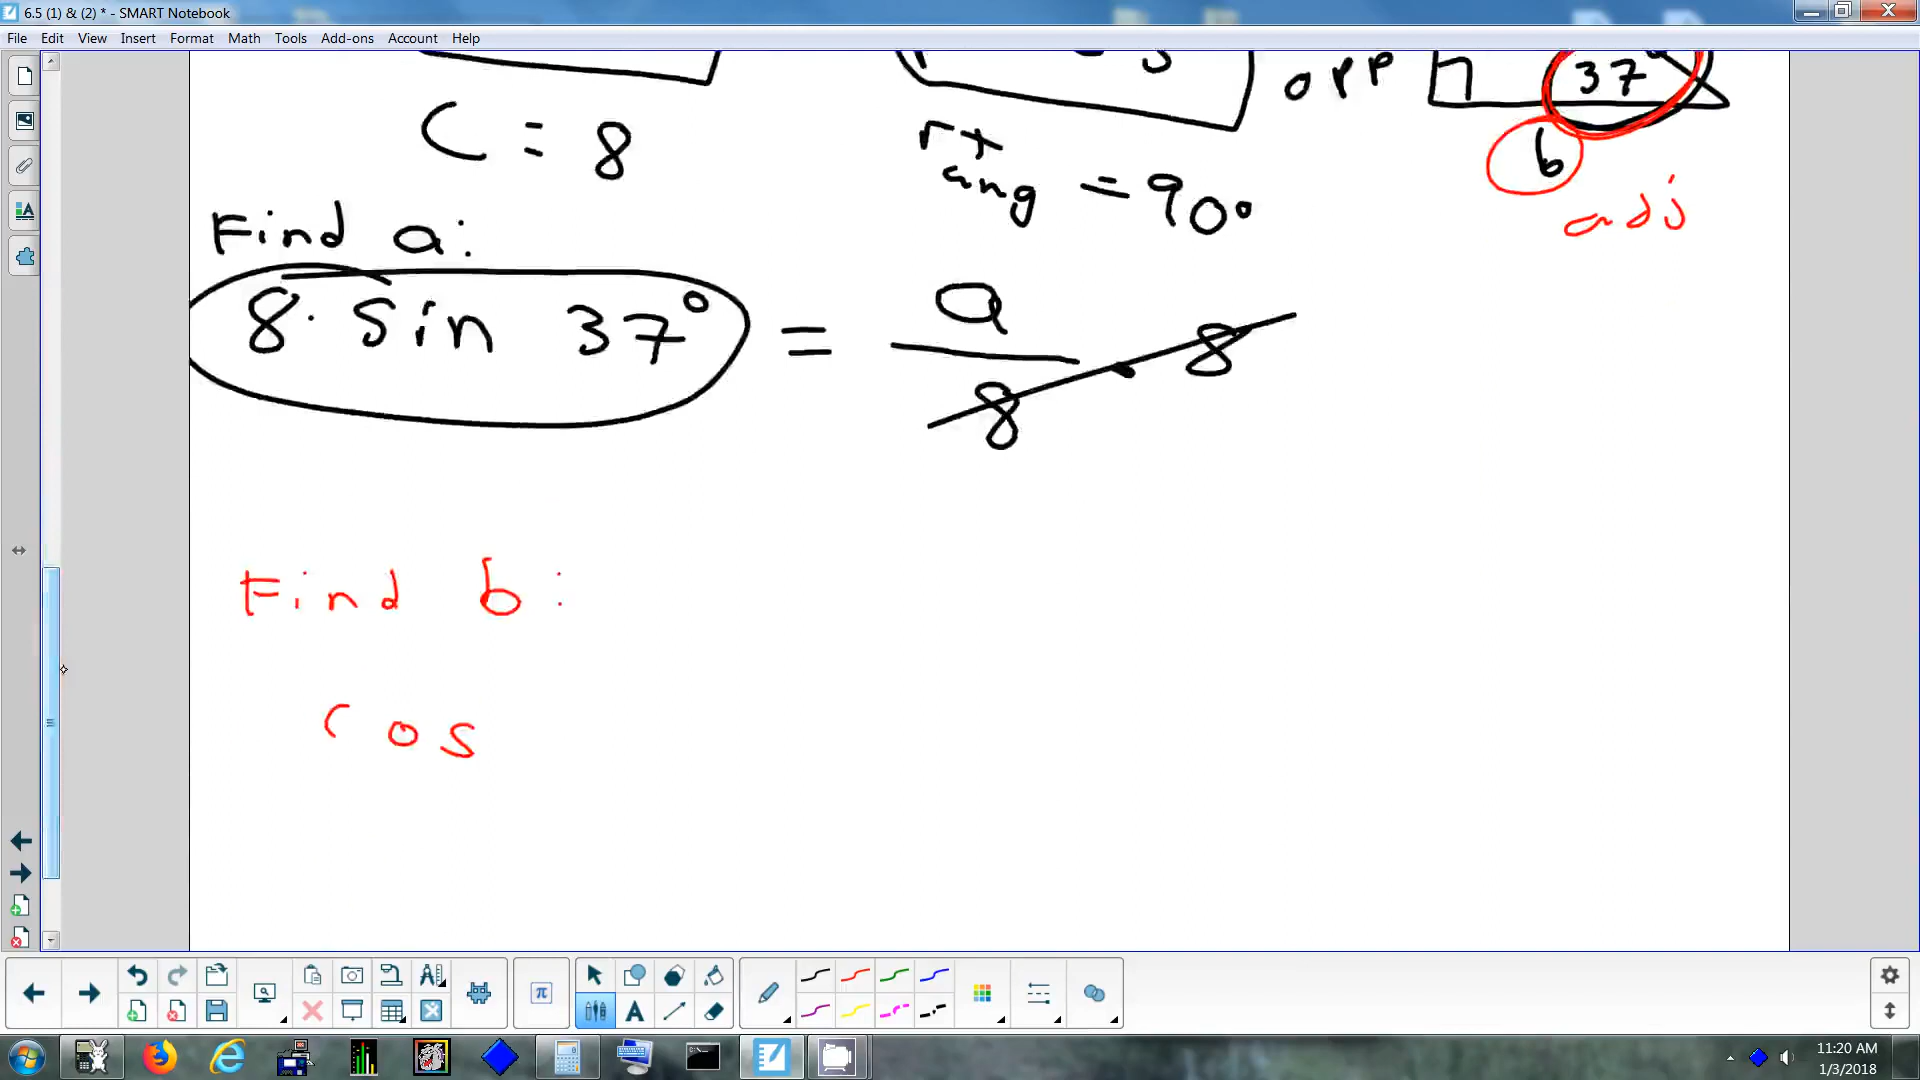 6.5 (1) & (2) * - SMART Notebook
File Edit View Insert Format Math Tools Add-ons Account Help
opp 37
C = 8
rt
ang = 90°
b
adj
Find a:
8 · Sin 37° = a
8 · 8
Find b:
cos
11:20 AM
1/3/2018